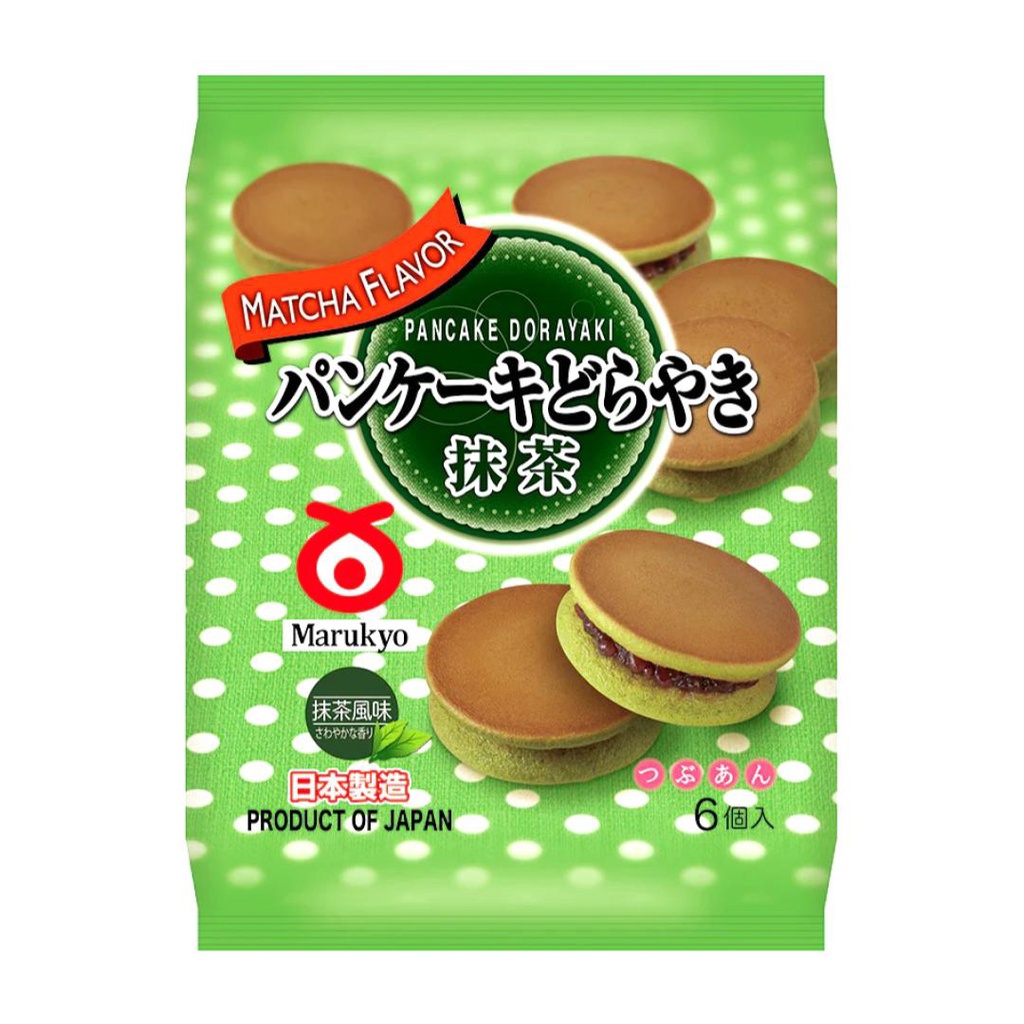 MATCHA FLAVOR
PANCAKE DORAYAKI
パンケーキどらやき
抹茶
Marukyo
抹茶風味
さわやかな香り
つぶあん
日本製造
6個入
PRODUCT OF JAPAN